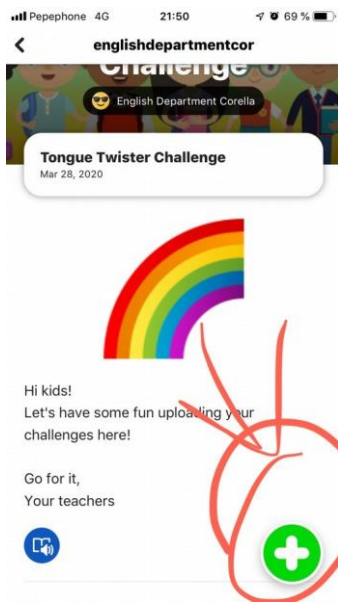 Pepephone 4G 21:50 69 %
englishdepartmentcor
Challenge
English Department Corella
Tongue Twister Challenge
Mar 28, 2020
Hi kids!
Let's have some fun uploading your
challenges here!
Go for it,
Your teachers